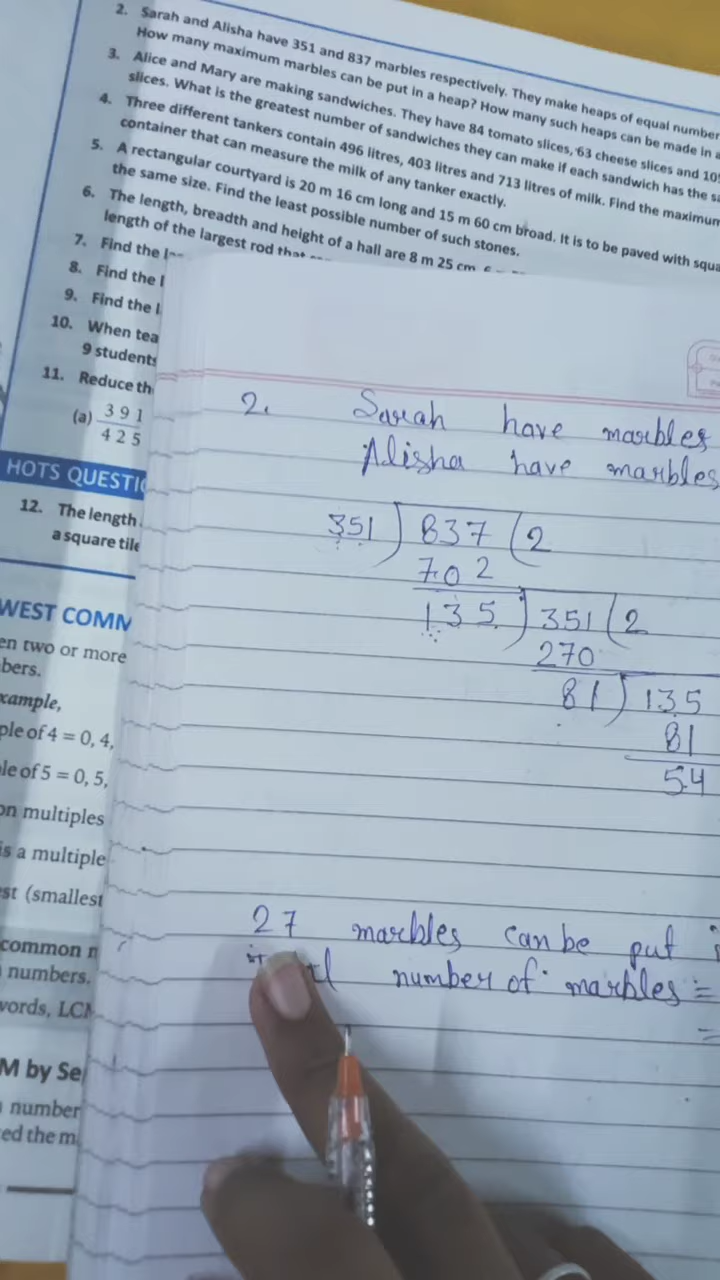 2. Sarah and Alisha have 351 and 837 marbles respectively. They make heaps of equal number
How many maximum marbles can be put in a heap? How many such heaps can be made in a
3. Alice and Mary are making sandwiches. They have 84 tomato slices, 63 cheese slices and 10
slices. What is the greatest number of sandwiches they can make if each sandwich has the
4. Three different tankers contain 496 litres, 403 litres and 713 litres of milk. Find the maximum
container that can measure the milk of any tanker exactly.
5. A rectangular courtyard is 20 m 16 cm long and 15 m 60 cm broad. It is to be paved with
the same size. Find the least possible number of such stones.
6. The length, breadth and height of a hall are 8 m 25 cm,
length of the largest rod
7. Find the
8. Find the
9. Find the
10. When
9 students
11. Reduce
(a) 391
425
HOTS
12. The length
a square
WEST
en two or more
bers.
xample,
ple of 4 = 0, 4,
le of 5 = 0, 5,
on multiples
is a multiple
st (smallest
common
numbers.
words,
M by
number
ed the
2. Sarah have marbles
Alisha have marbles
351 ) 837 ( 2
702
135 ) 351 ( 2
270
81 ) 135
81
54
27 marbles can be put
number of marbles =
=